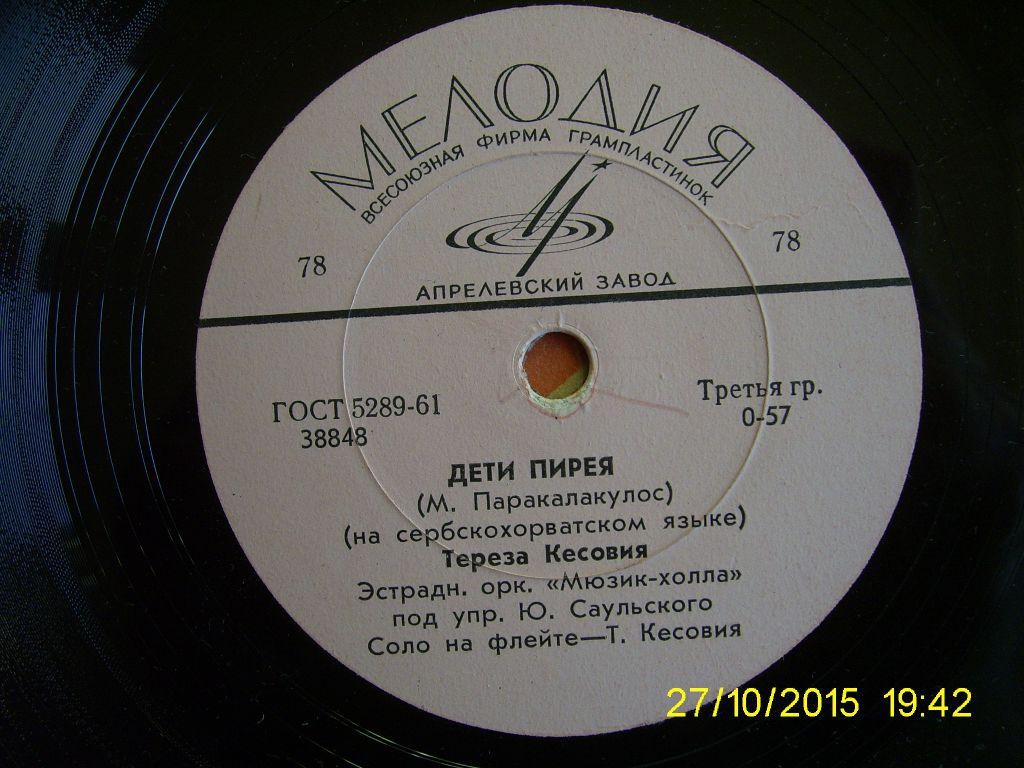 МЕЛОДИЯ
ВСЕСОЮЗНАЯ ФИРМА ГРАМПЛАСТИНОК
78
78
АПРЕЛЕВСКИЙ ЗАВОД
ГОСТ 5289-61
38848
Третья гр.
0-57
ДЕТИ ПИРЕЯ
(М. Паракалакулос)
(на сербскохорватском языке)
Тереза Кесовия
Эстрадн. орк. «Мюзик-холла»
под упр. Ю. Саульского
Соло на флейте—Т. Кесовия
27/10/2015 19:42